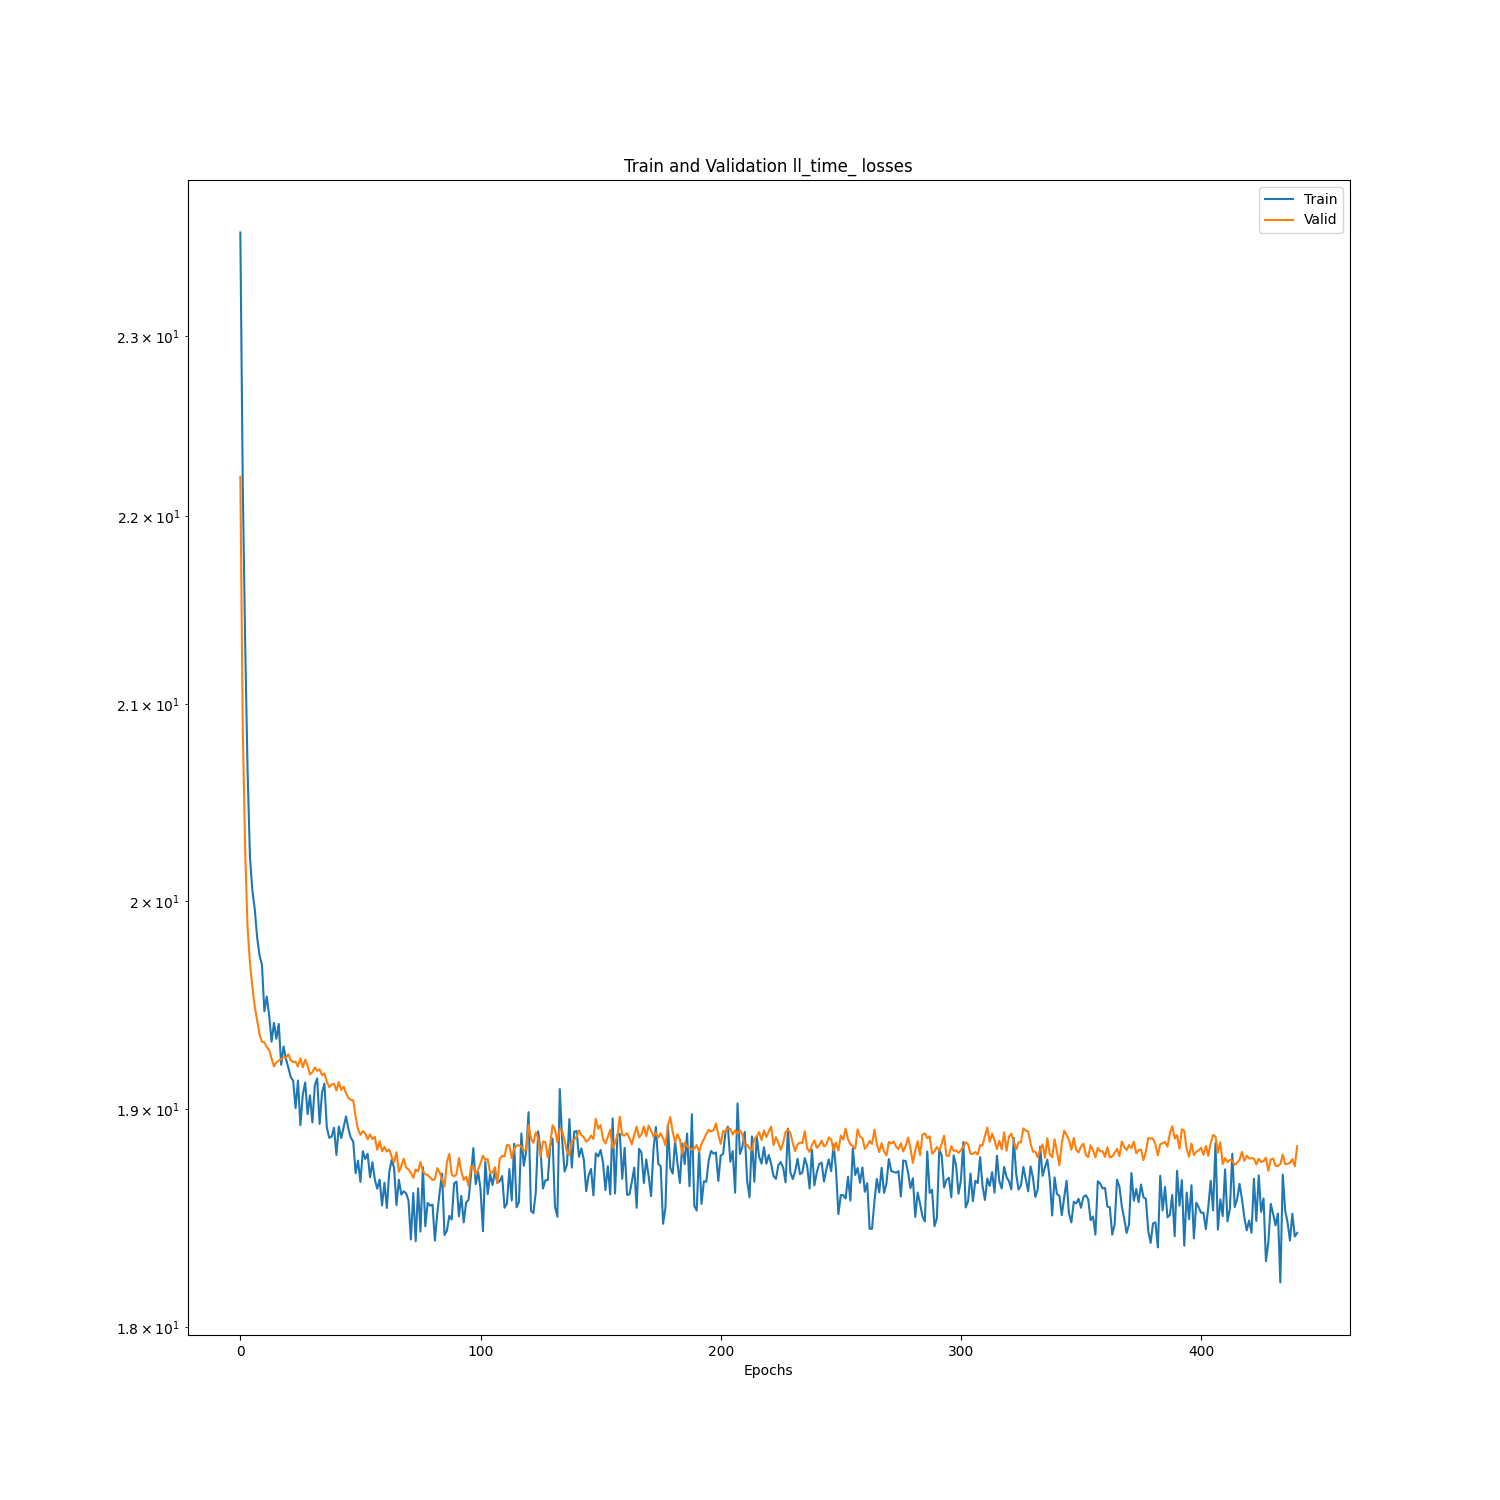 Train and Validation ll_time_ losses
Train
Valid
2.3 × 10¹
2.2 × 10¹
2.1 × 10¹
2 × 10¹
1.9 × 10¹
1.8 × 10¹
0 100 200 300 400
Epochs